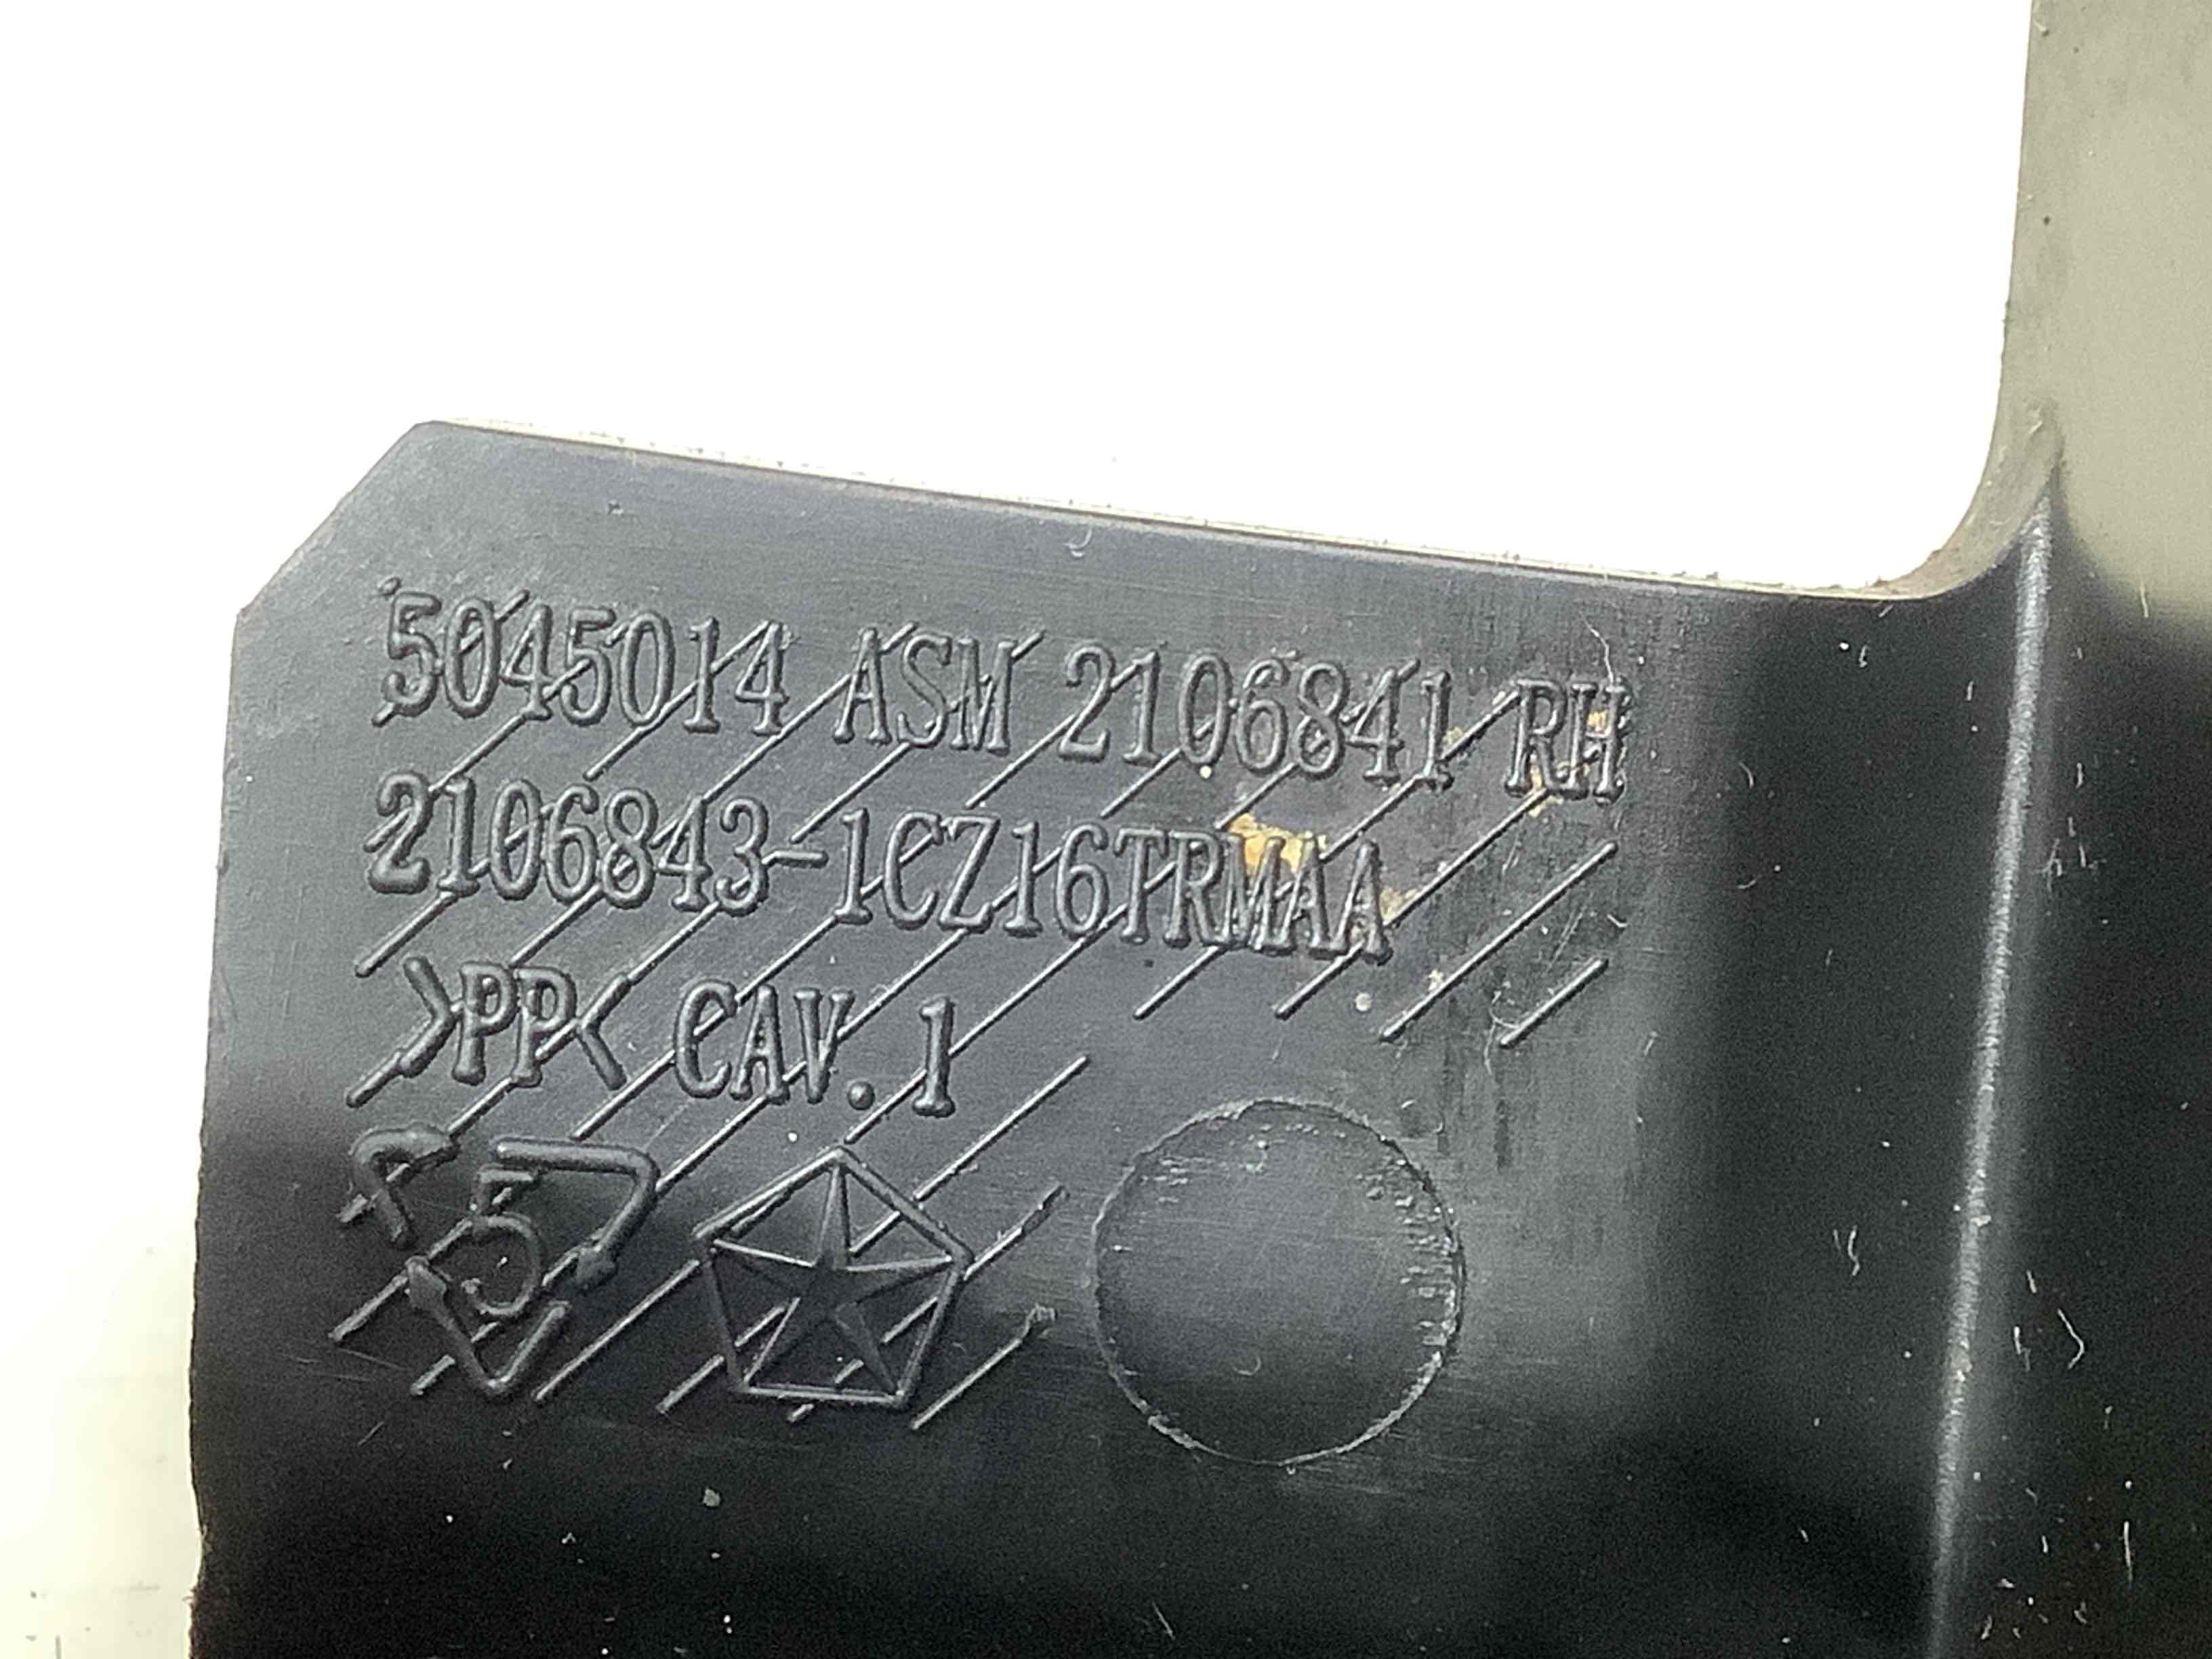 5045014 ASM 2106841 RH
2106843-1CZ16TRMAA
>PP< CAV.1
5